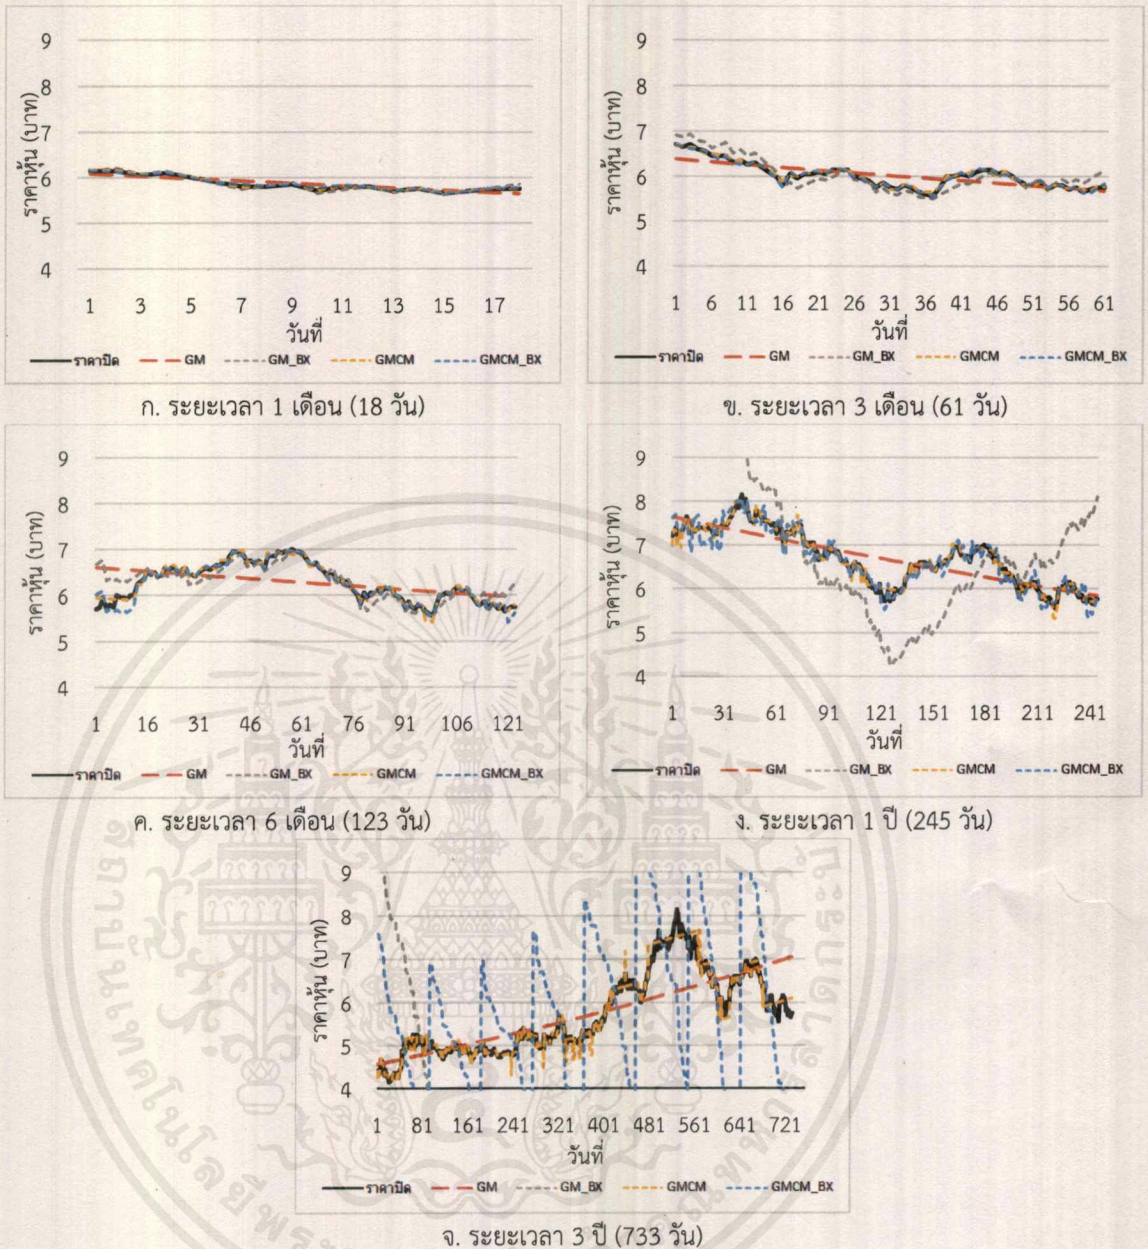 9
8
7
6
5
4
ราคาหุ้น (บาท)
1 3 5 7 9 11 13 15 17
วันที่
ราคาปิด GM GM_BX GMCM GMCM_BX
ก. ระยะเวลา 1 เดือน (18 วัน)
9
8
7
6
5
4
ราคาหุ้น (บาท)
1 6 11 16 21 26 31 36 41 46 51 56 61
วันที่
ราคาปิด GM GM_BX GMCM GMCM_BX
ข. ระยะเวลา 3 เดือน (61 วัน)
9
8
7
6
5
4
ราคาหุ้น (บาท)
1 16 31 46 61 76 91 106 121
วันที่
ราคาปิด GM GM_BX GMCM GMCM_BX
ค. ระยะเวลา 6 เดือน (123 วัน)
9
8
7
6
5
4
ราคาหุ้น (บาท)
1 31 61 91 121 151 181 211 241
วันที่
ราคาปิด GM GM_BX GMCM GMCM_BX
ง. ระยะเวลา 1 ปี (245 วัน)
9
8
7
6
5
4
ราคาหุ้น (บาท)
1 81 161 241 321 401 481 561 641 721
วันที่
ราคาปิด GM GM_BX GMCM GMCM_BX
จ. ระยะเวลา 3 ปี (733 วัน)